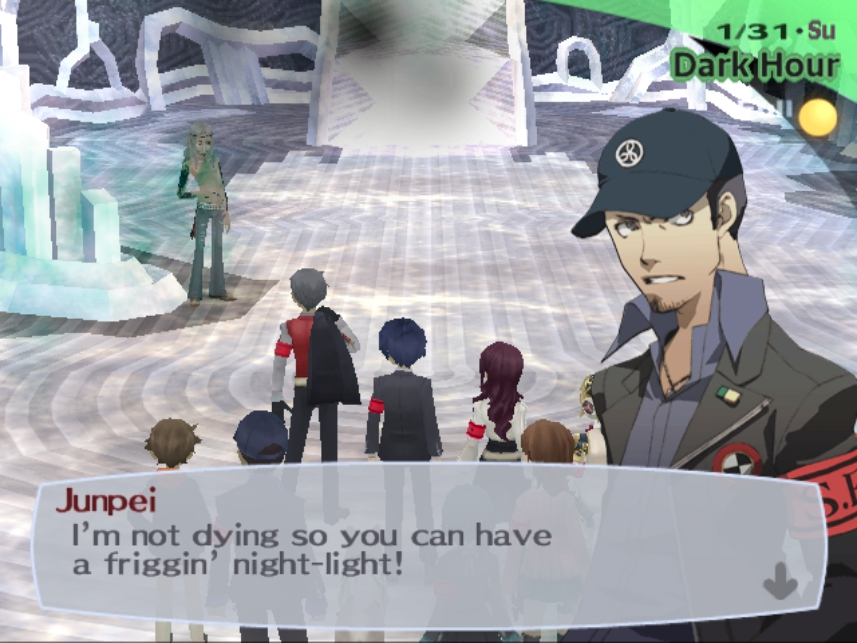 1/31・Su
Dark Hour
Junpei
I'm not dying so you can have
a friggin' night-light!